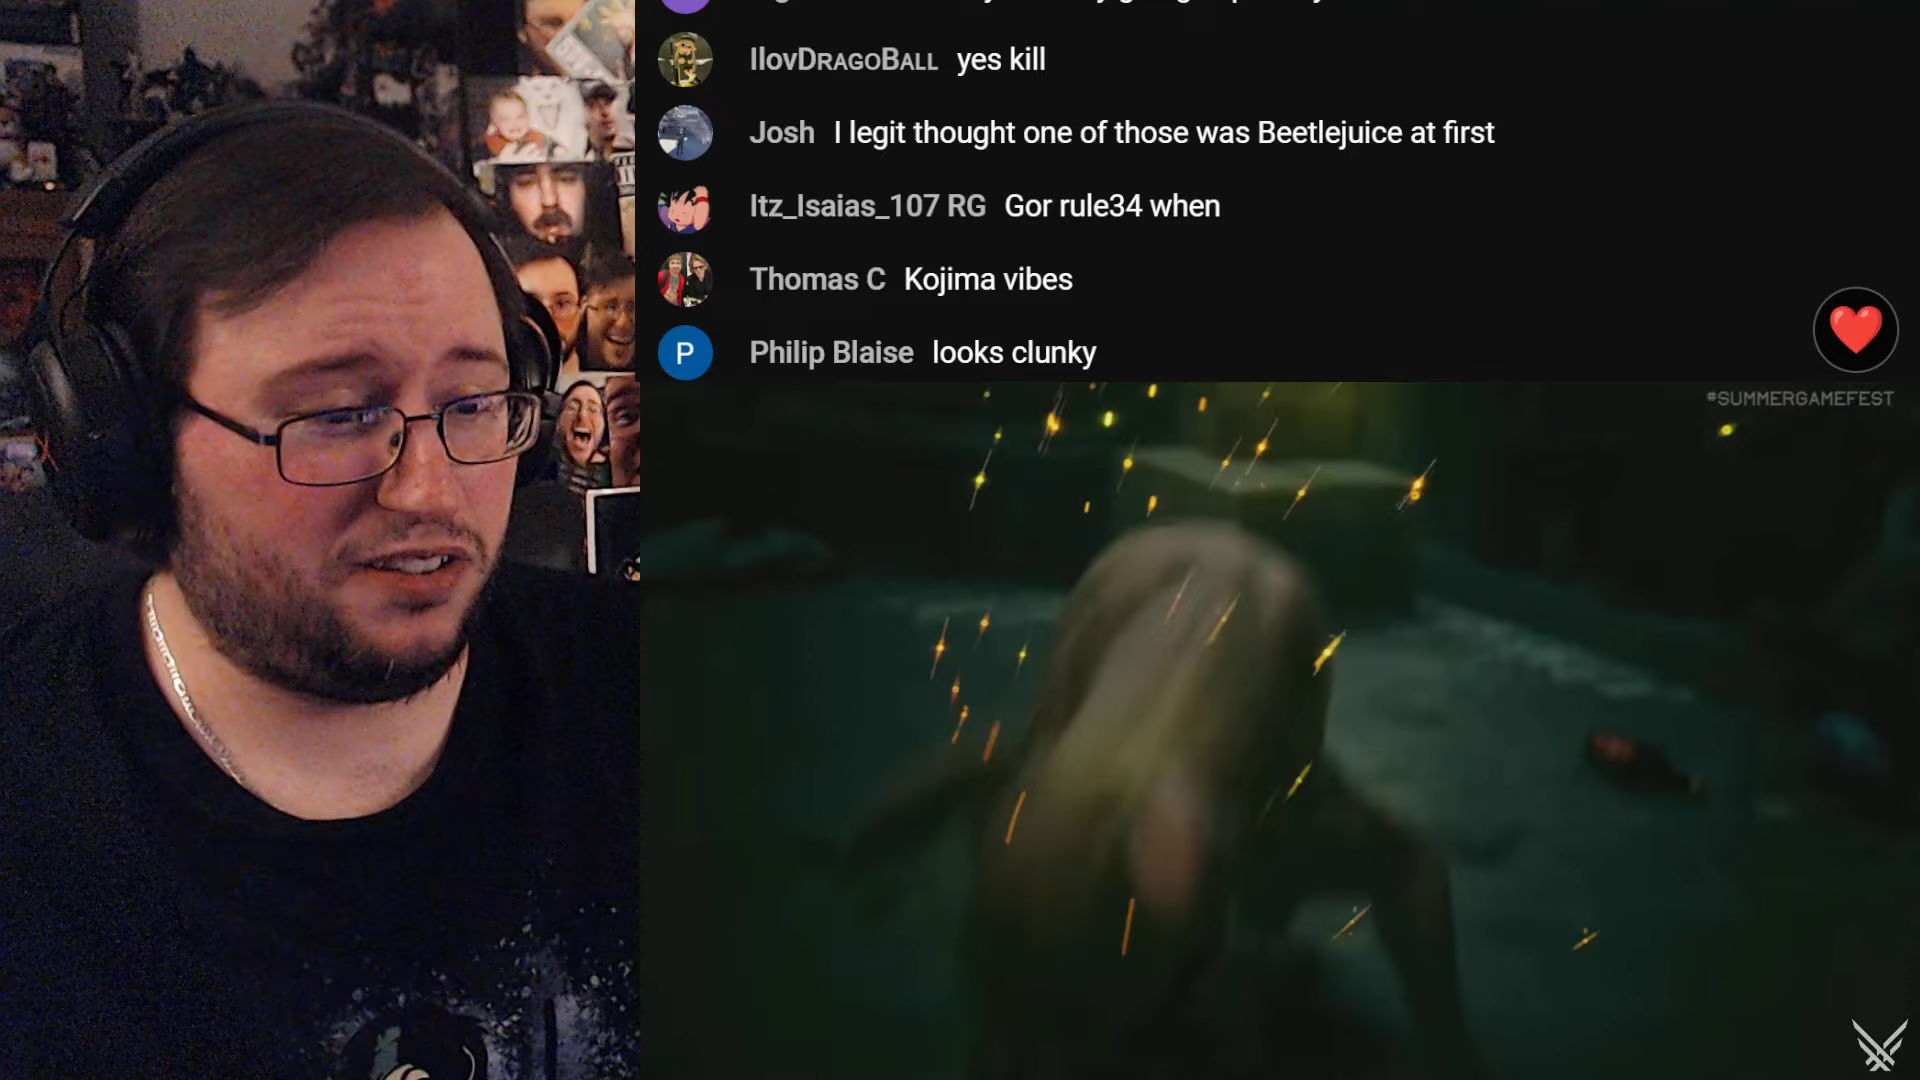 IlovDRAGOBALL yes kill
Josh I legit thought one of those was Beetlejuice at first
Itz_Isaias_107 RG Gor rule34 when
Thomas C Kojima vibes
P Philip Blaise looks clunky
#SUMMERGAMEFEST